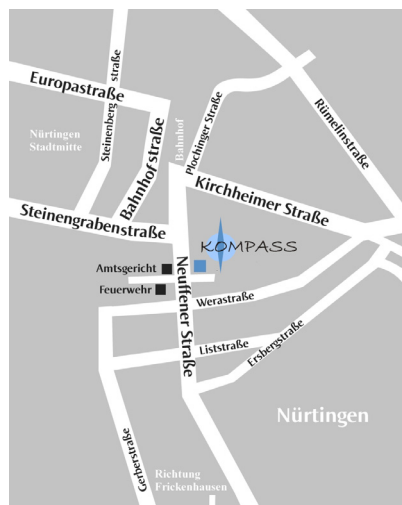 Europastraße
Steinenbergstraße
Nürtingen
Stadtmitte
Bahnhofstraße
Bahnhof
Plochinger Straße
Rümelinstraße
Kirchheimer Straße
Steinengrabenstraße
KOMPASS
Amtsgericht
Feuerwehr
Neuffener Straße
Werastraße
Liststraße
Ersbergstraße
Nürtingen
Gerberstraße
Richtung
Frickenhausen